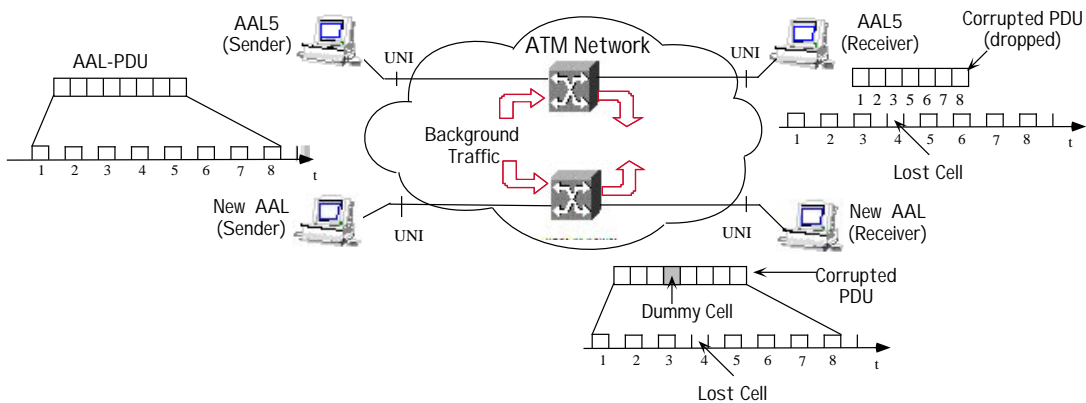 AAL5
(Sender)
UNI
ATM Network
UNI
AAL5
(Receiver)
Corrupted PDU
(dropped)
AAL-PDU
1 2 3 5 6 7 8
1 2 3 4 5 6 7 8 t
Lost Cell
Background
Traffic
1 2 3 4 5 6 7 8 t
New AAL
(Sender)
UNI
UNI
New AAL
(Receiver)
Corrupted
PDU
Dummy Cell
1 2 3 4 5 6 7 8 t
Lost Cell